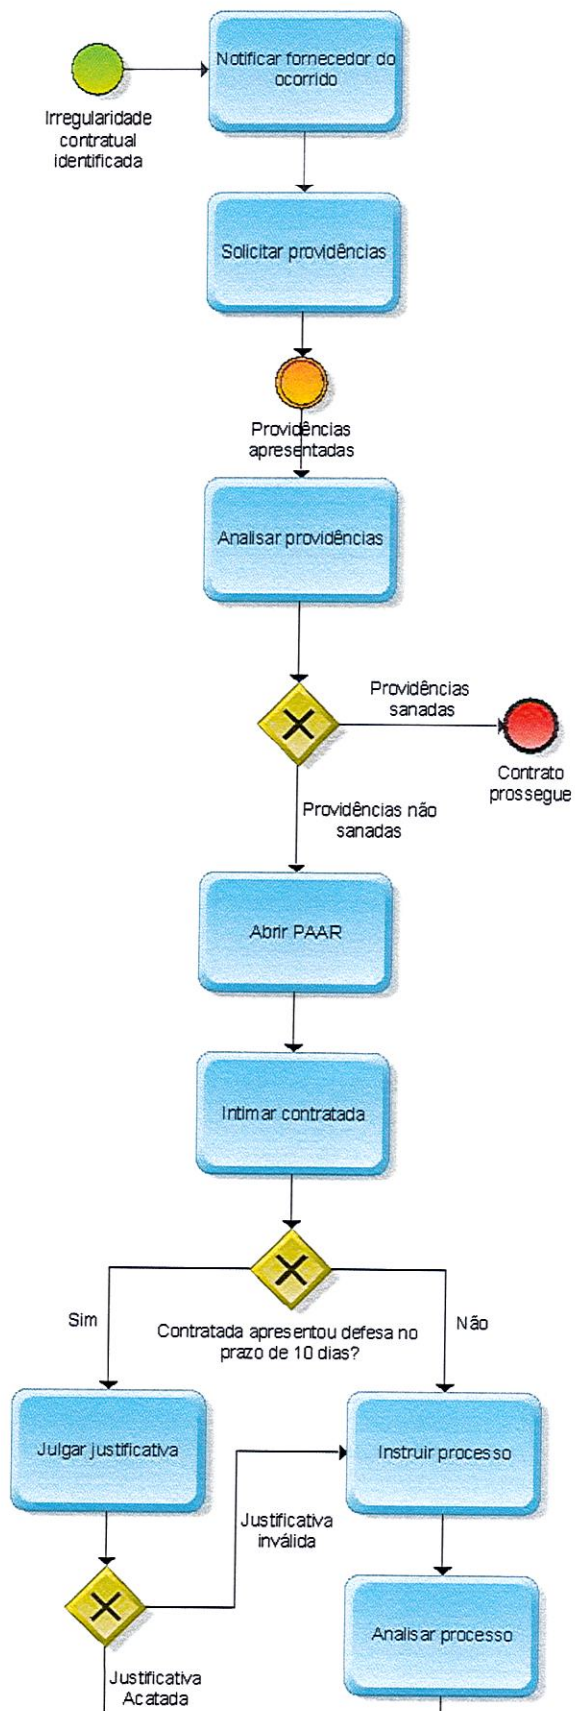 Notificar fornecedor do
ocorrido
Irregularidade
contratual
identificada
Solicitar providências
Providências
apresentadas
Analisar providências
Providências
sanadas
Contrato
prossegue
Providências não
sanadas
Abrir PAAR
Intimar contratada
Sim
Contratada apresentou defesa no
prazo de 10 dias?
Não
Julgar justificativa
Instruir processo
Justificativa
inválida
Analisar processo
Justificativa
Acatada